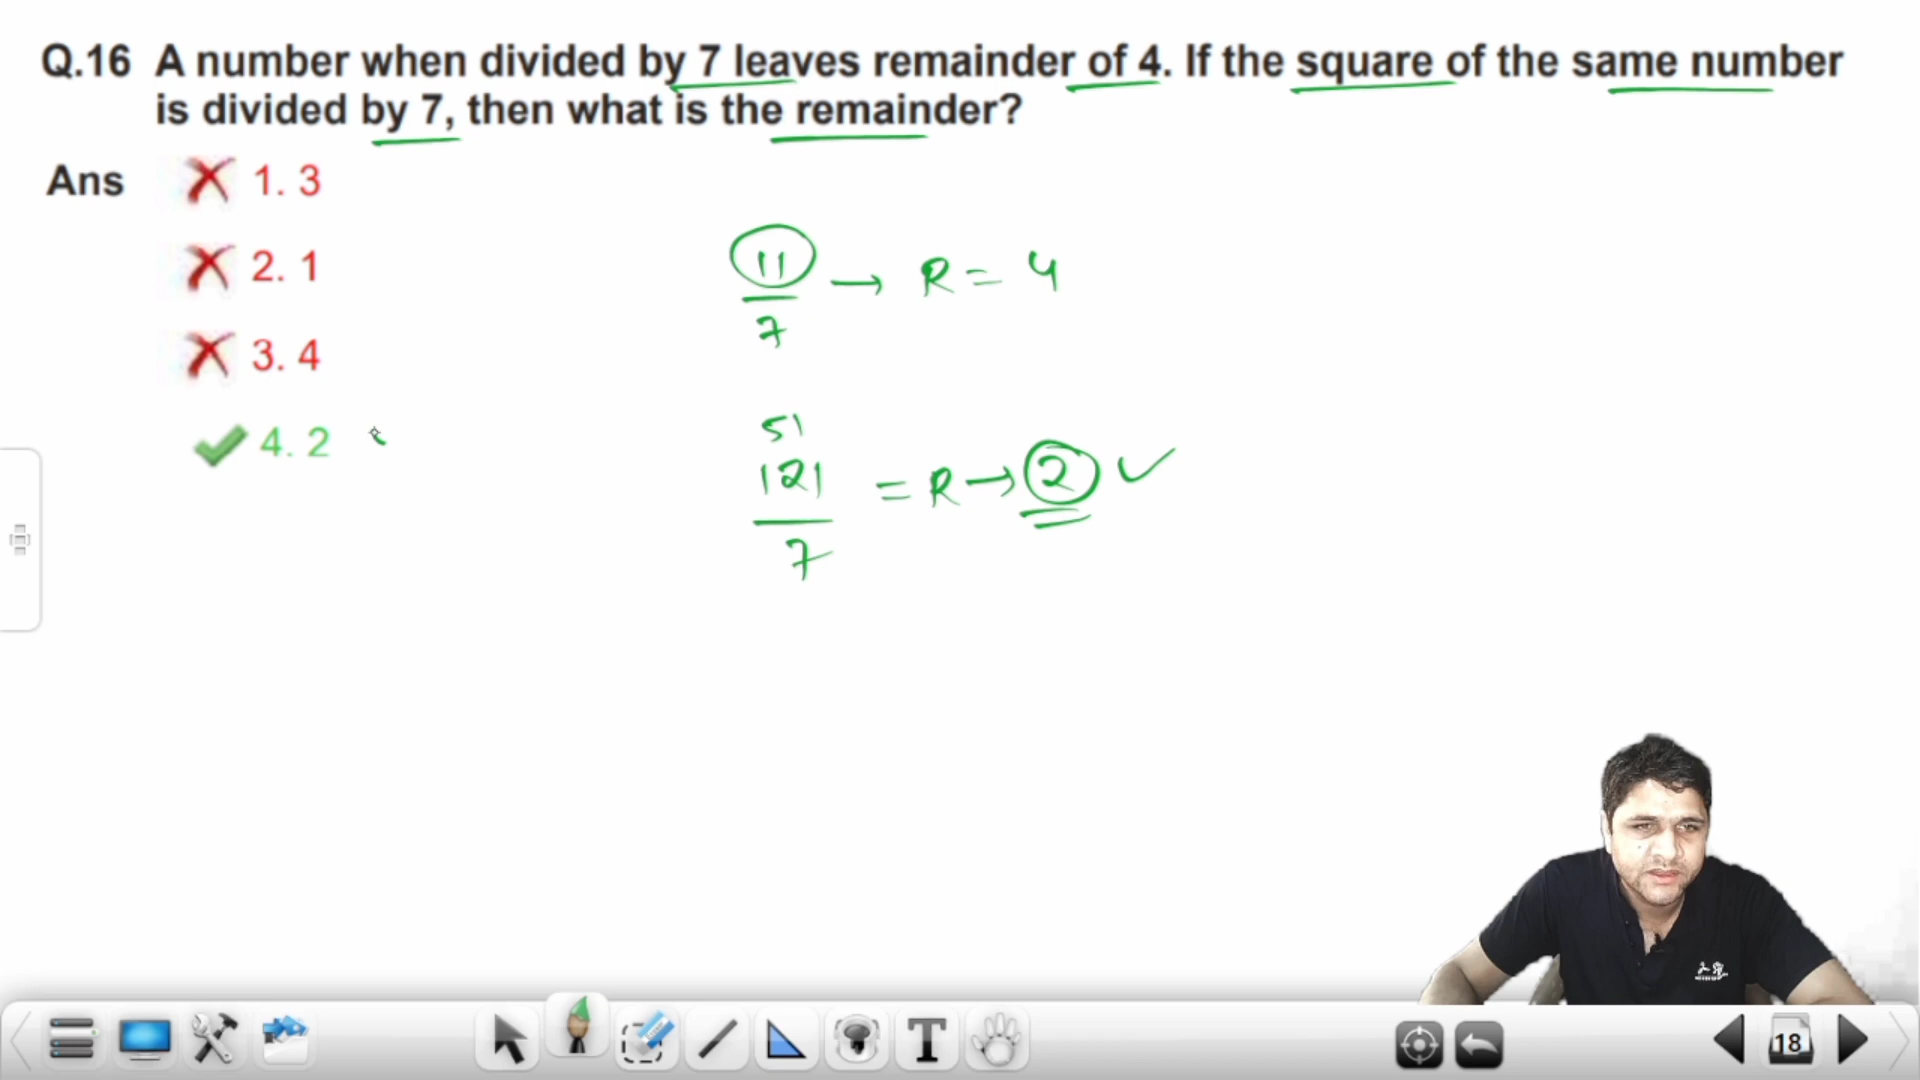 Q.16 A number when divided by 7 leaves remainder of 4. If the square of the same number
is divided by 7, then what is the remainder?
Ans
1. 3
2. 1
3. 4
4. 2
11
7
→ R = 4
51
121
7
= R → 2 ✓
T
18